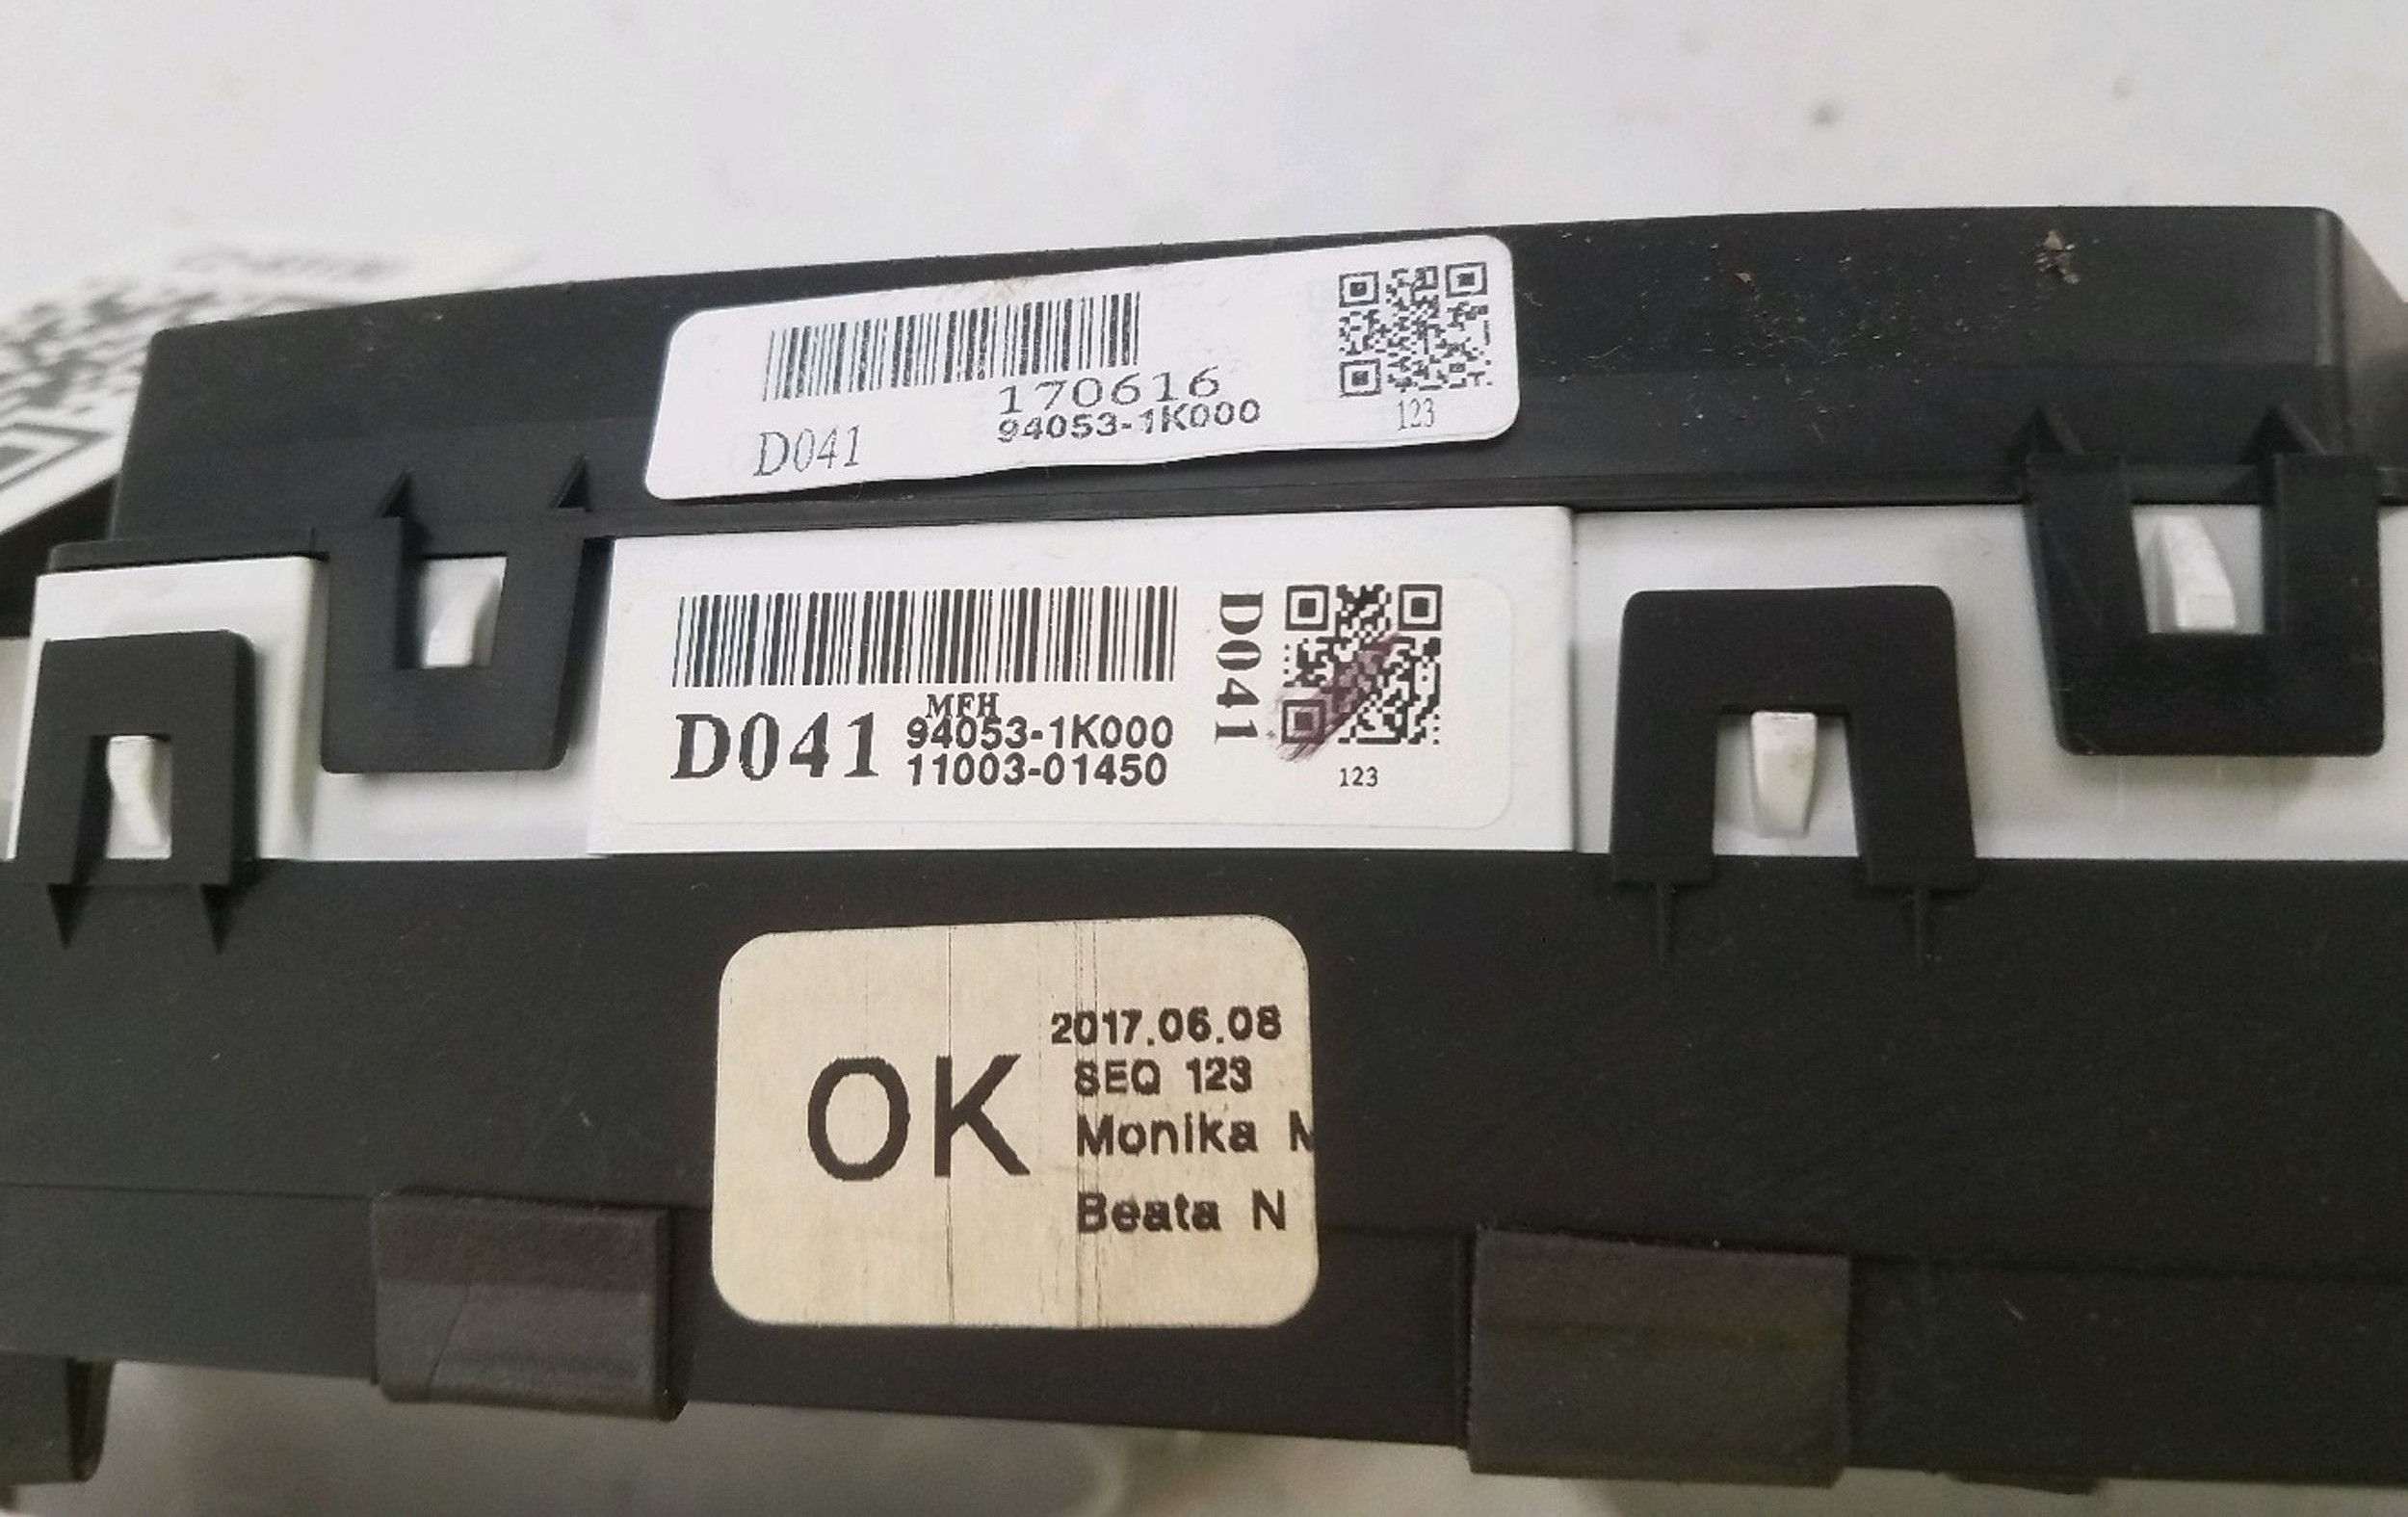 170616
94053-1K000
D041
123
D041
MFH
D041
94053-1K000
11003-01450
123
OK
2017.06.08
SEQ 123
Monika M
Beata N